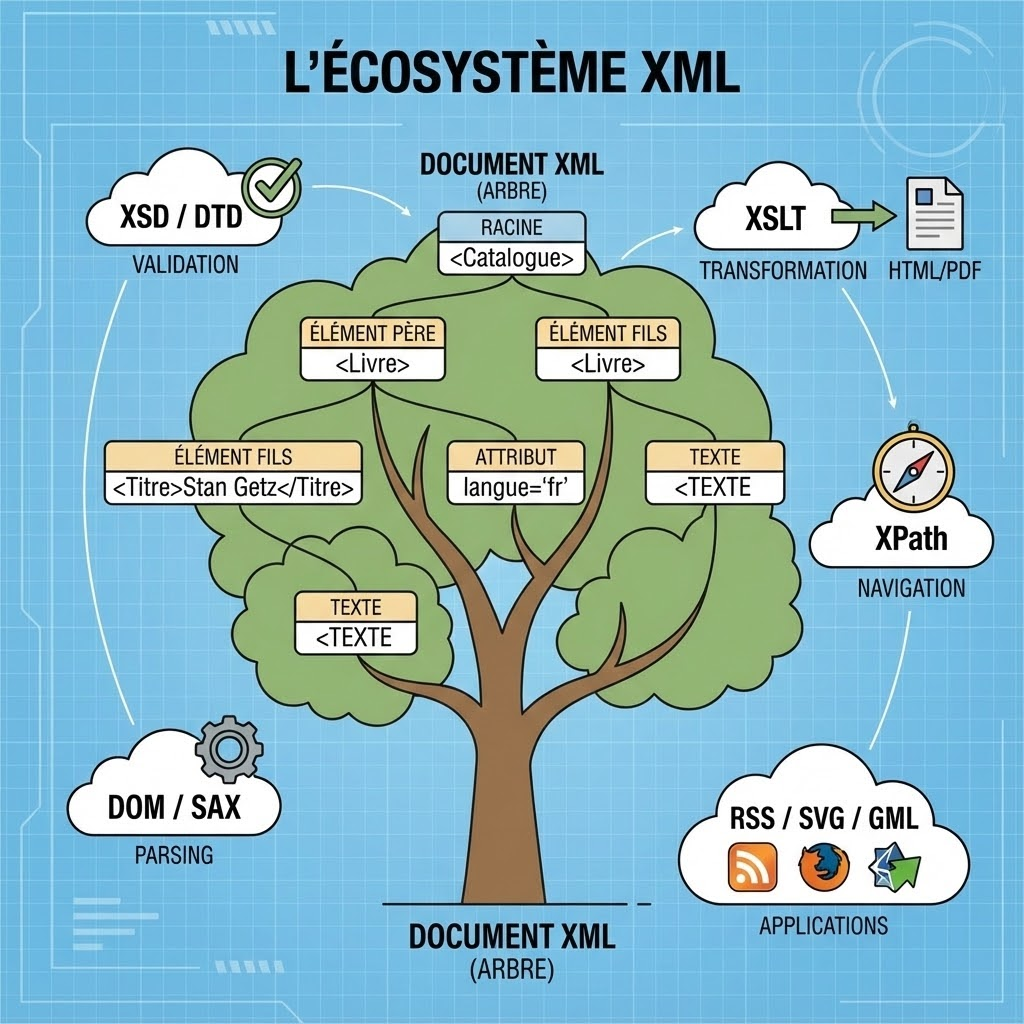 L'ÉCOSYSTÈME XML
DOCUMENT XML
(ARBRE)
XSD / DTD
VALIDATION
RACINE
<Catalogue>
XSLT
TRANSFORMATION
HTML/PDF
ÉLÉMENT PÈRE
<Livre>
ÉLÉMENT FILS
<Livre>
ÉLÉMENT FILS
<Titre>Stan Getz</Titre>
ATTRIBUT
langue=‘fr’
TEXTE
<TEXTE
XPath
NAVIGATION
TEXTE
<TEXTE
DOM / SAX
PARSING
RSS / SVG / GML
APPLICATIONS
DOCUMENT XML
(ARBRE)